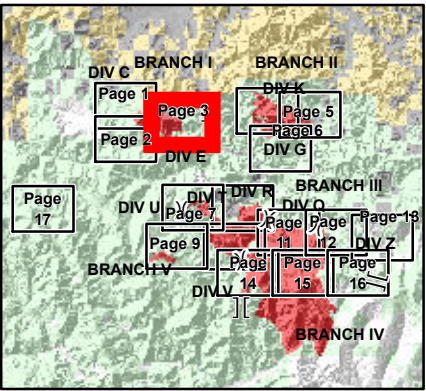 BRANCH I
BRANCH II
DIV C
DIV K
Page 1
Page 3
Page 5
Page 6
Page 2
DIV G
DIV E
BRANCH III
DIV R
Page
17
DIV U
Page 7
DIV O
Page
11
Page
12
Page 13
Page 9
DIV Z
BRANCH V
Page
14
Page
15
Page
16
DIV V
BRANCH IV